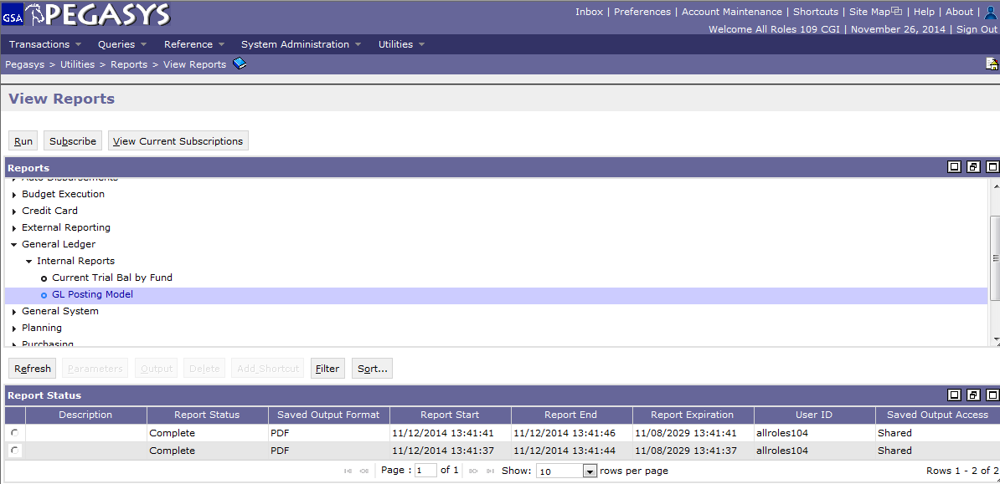 GSA PEGASYS
Inbox | Preferences | Account Maintenance | Shortcuts | Site Map | Help | About |
Welcome All Roles 109 CGI | November 26, 2014 | Sign Out
Transactions Queries Reference System Administration Utilities
Pegasys > Utilities > Reports > View Reports
View Reports
Run Subscribe View Current Subscriptions
Reports
Auto Disbursements
Budget Execution
Credit Card
External Reporting
General Ledger
Internal Reports
Current Trial Bal by Fund
GL Posting Model
General System
Planning
Purchasing
Refresh Parameters Output Delete Add Shortcut Filter Sort...
Report Status
Description Report Status Saved Output Format Report Start Report End Report Expiration User ID Saved Output Access
Complete PDF 11/12/2014 13:41:41 11/12/2014 13:41:46 11/08/2029 13:41:41 allroles104 Shared
Complete PDF 11/12/2014 13:41:37 11/12/2014 13:41:44 11/08/2029 13:41:37 allroles104 Shared
Page : 1 of 1 Show: 10 rows per page Rows 1 - 2 of 2